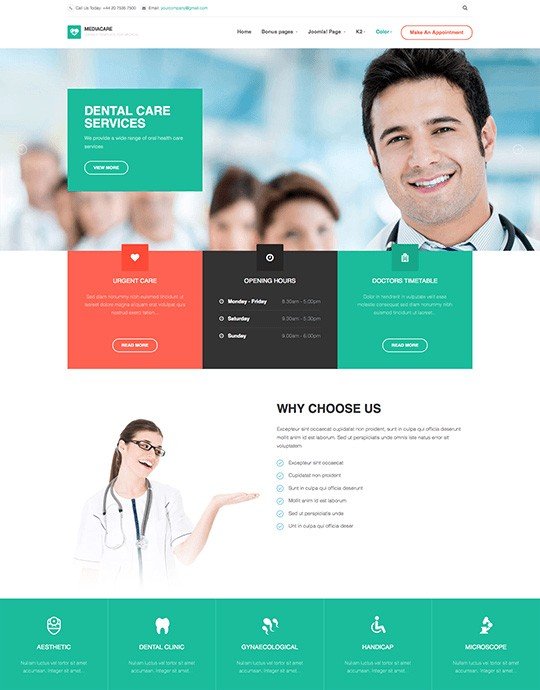 Call Us Today: +44 20 7595 7500
Email: yourcompany@gmail.com
MEDIACARE
Home
Bonus pages
Joomla! Page
K2
Color
Make An Appointment
DENTAL CARE
SERVICES
We provide a wide range of oral health care
services
VIEW MORE
URGENT CARE
Sed diam nonummy nibh euismod tincidunt ut
laoreet dolore magna aliquam erat volutpat quis
nostrud exerci tation...
READ MORE
OPENING HOURS
Monday - Friday 8.30am - 5:00pm
Saturday 9.30am - 5:00pm
Sunday 9.00am - 6:00pm
DOCTORS TIMETABLE
Dolor in hendrerit in vulputate velit esse
molestie consequat sed diam nonummy nibh
euismod tincidunt ut laoreet.
READ MORE
WHY CHOOSE US
Excepteur sint occaecat cupidatat non proident, sunt in culpa qui officia deserunt
mollit anim id est laborum. Sed ut perspiciatis unde omnis iste natus error sit
voluptatem.
Excepteur sint occaecat
Cupidatat non proident
Sunt in culpa qui officia deserunt
Mollit anim id est laborum
Sed ut perspiciatis unde
Unt in culpa qui officia deser
AESTHETIC
Nullam luctus vel tortor sit amet
accumsan. Integer sit amet...
DENTAL CLINIC
Nullam luctus vel tortor sit amet
accumsan. Integer sit amet...
GYNAECOLOGICAL
Nullam luctus vel tortor sit amet
accumsan. Integer sit amet...
HANDICAP
Nullam luctus vel tortor sit amet
accumsan. Integer sit amet...
MICROSCOPE
Nullam luctus vel tortor sit amet
accumsan. Integer sit amet...